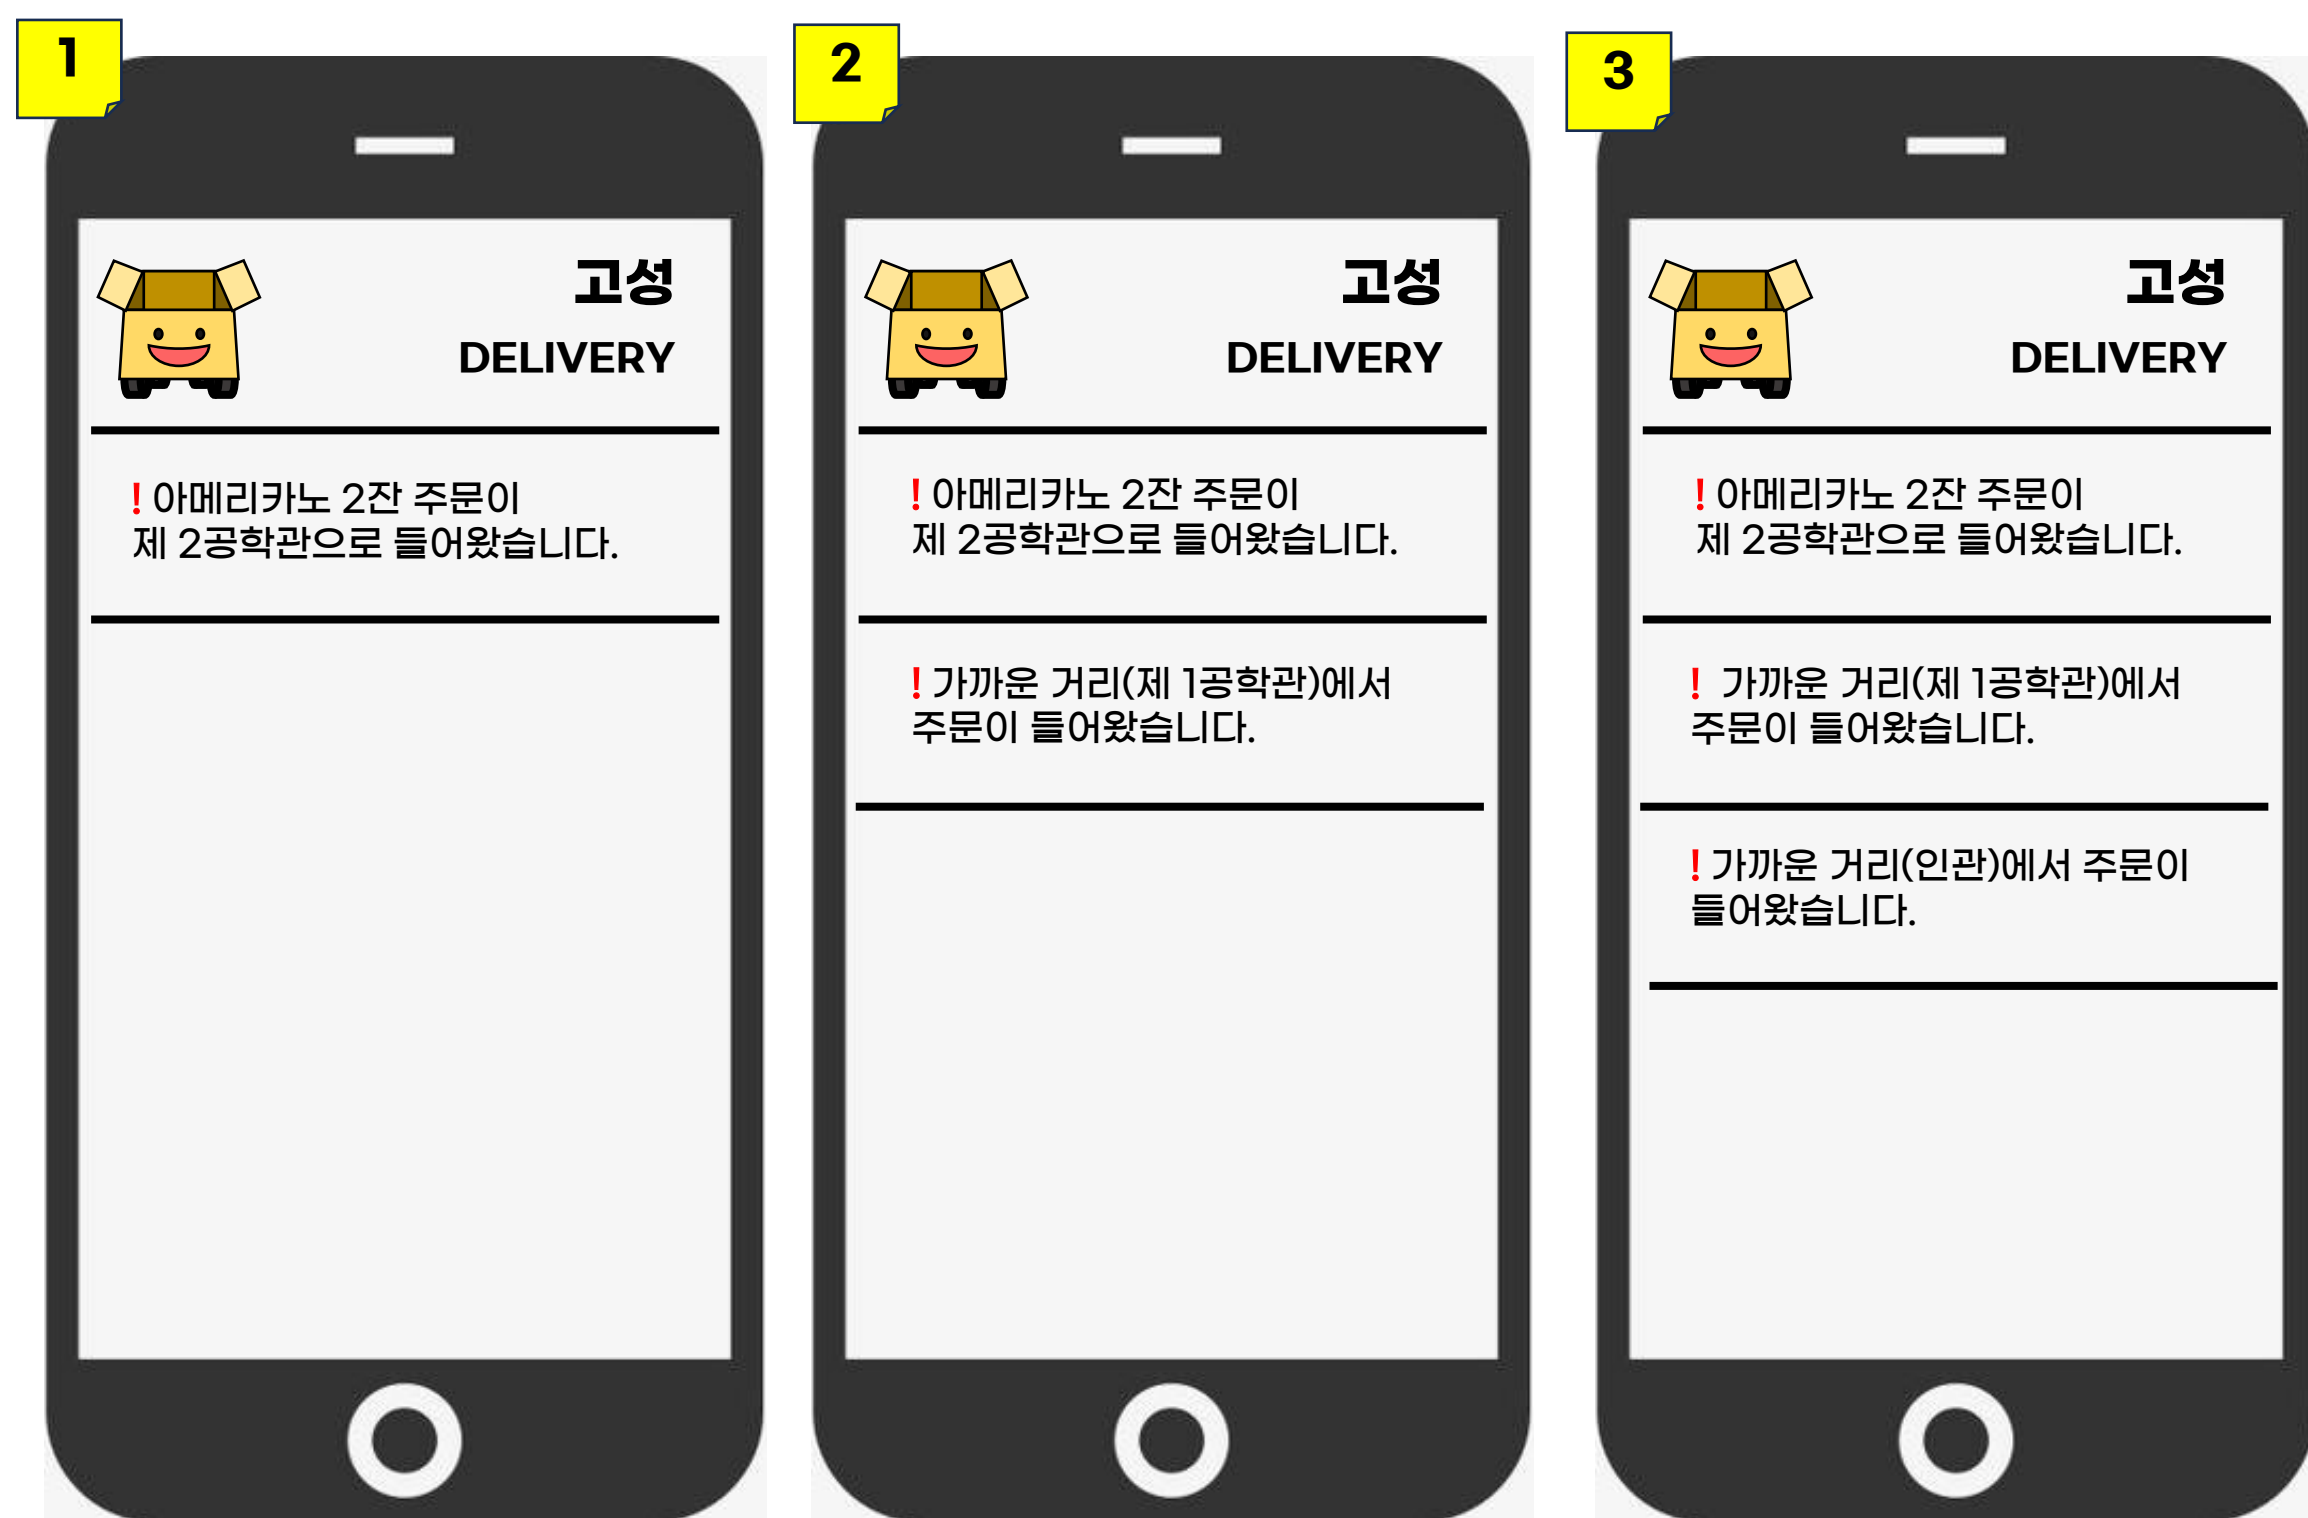 1
고성
DELIVERY
! 아메리카노 2잔 주문이
제 2공학관으로 들어왔습니다.
2
고성
DELIVERY
! 아메리카노 2잔 주문이
제 2공학관으로 들어왔습니다.
! 가까운 거리(제 1공학관)에서
주문이 들어왔습니다.
3
고성
DELIVERY
! 아메리카노 2잔 주문이
제 2공학관으로 들어왔습니다.
! 가까운 거리(제 1공학관)에서
주문이 들어왔습니다.
! 가까운 거리(인관)에서 주문이
들어왔습니다.